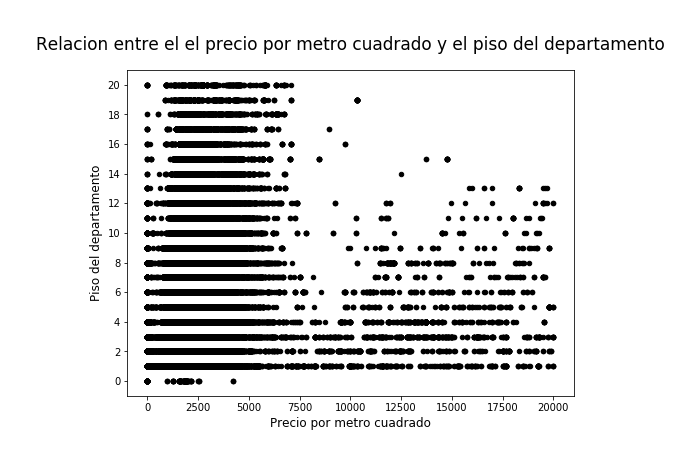 Relacion entre el el precio por metro cuadrado y el piso del departamento
20
18
16
14
12
10
8
6
4
2
0
Piso del departamento
0 2500 5000 7500 10000 12500 15000 17500 20000
Precio por metro cuadrado